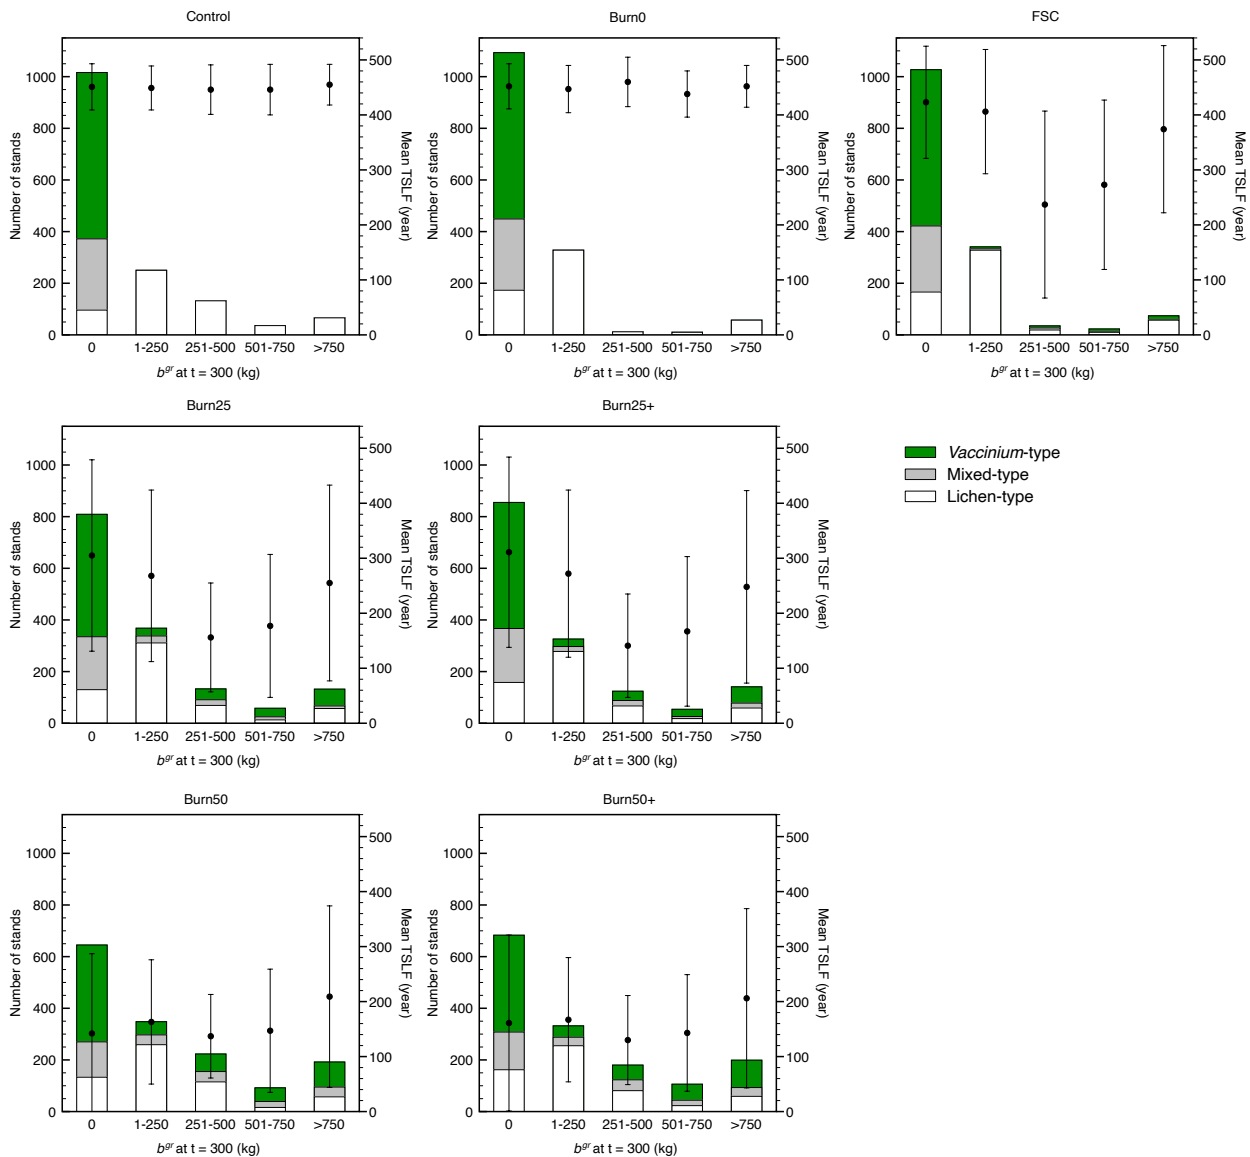 Control
Number of stands
1000
800
600
400
200
0
500
400
300
200
100
0
Mean TSLF (year)
0 1-250 251-500 501-750 >750
b^gr at t = 300 (kg)
Burn0
Number of stands
1000
800
600
400
200
0
500
400
300
200
100
0
Mean TSLF (year)
0 1-250 251-500 501-750 >750
b^gr at t = 300 (kg)
FSC
Number of stands
1000
800
600
400
200
0
500
400
300
200
100
0
Mean TSLF (year)
0 1-250 251-500 501-750 >750
b^gr at t = 300 (kg)
Burn25
Number of stands
1000
800
600
400
200
0
500
400
300
200
100
0
Mean TSLF (year)
0 1-250 251-500 501-750 >750
b^gr at t = 300 (kg)
Burn25+
Number of stands
1000
800
600
400
200
0
500
400
300
200
100
0
Mean TSLF (year)
0 1-250 251-500 501-750 >750
b^gr at t = 300 (kg)
Vaccinium-type
Mixed-type
Lichen-type
Burn50
Number of stands
1000
800
600
400
200
0
500
400
300
200
100
0
Mean TSLF (year)
0 1-250 251-500 501-750 >750
b^gr at t = 300 (kg)
Burn50+
Number of stands
1000
800
600
400
200
0
500
400
300
200
100
0
Mean TSLF (year)
0 1-250 251-500 501-750 >750
b^gr at t = 300 (kg)